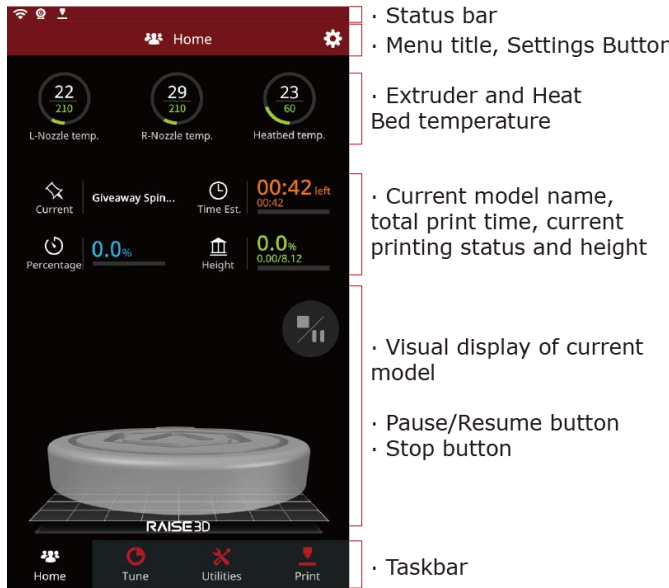 · Status bar
Home
· Menu title, Settings Button
22
210
L-Nozzle temp.
29
210
R-Nozzle temp.
23
60
Heatbed temp.
· Extruder and Heat
Bed temperature
Current
Giveaway Spin...
Time Est.
00:42 left
00:42
Percentage
0.0%
Height
0.0%
0.00/8.12
· Current model name,
total print time, current
printing status and height
· Visual display of current
model
· Pause/Resume button
· Stop button
RAISE3D
Home
Tune
Utilities
Print
· Taskbar